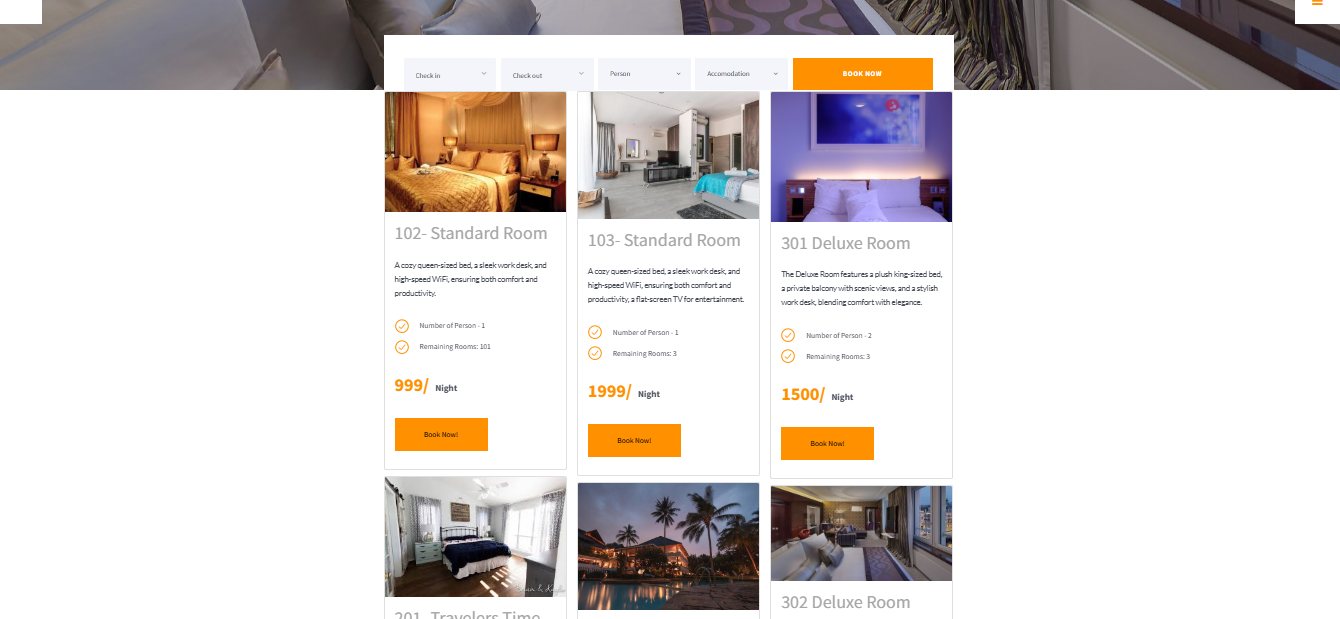 Check in
Check out
Person
Accomodation
BOOK NOW
102- Standard Room
A cozy queen-sized bed, a sleek work desk, and
high-speed WiFi, ensuring both comfort and
productivity.
Number of Person - 1
Remaining Rooms: 101
999/ Night
Book Now!
103- Standard Room
A cozy queen-sized bed, a sleek work desk, and
high-speed WiFi, ensuring both comfort and
productivity, a flat-screen TV for entertainment.
Number of Person - 1
Remaining Rooms: 3
1999/ Night
Book Now!
301 Deluxe Room
The Deluxe Room features a plush king-sized bed,
a private balcony with scenic views, and a stylish
work desk, blending comfort with elegance.
Number of Person - 2
Remaining Rooms: 3
1500/ Night
Book Now!
201- Travelers Time
302 Deluxe Room